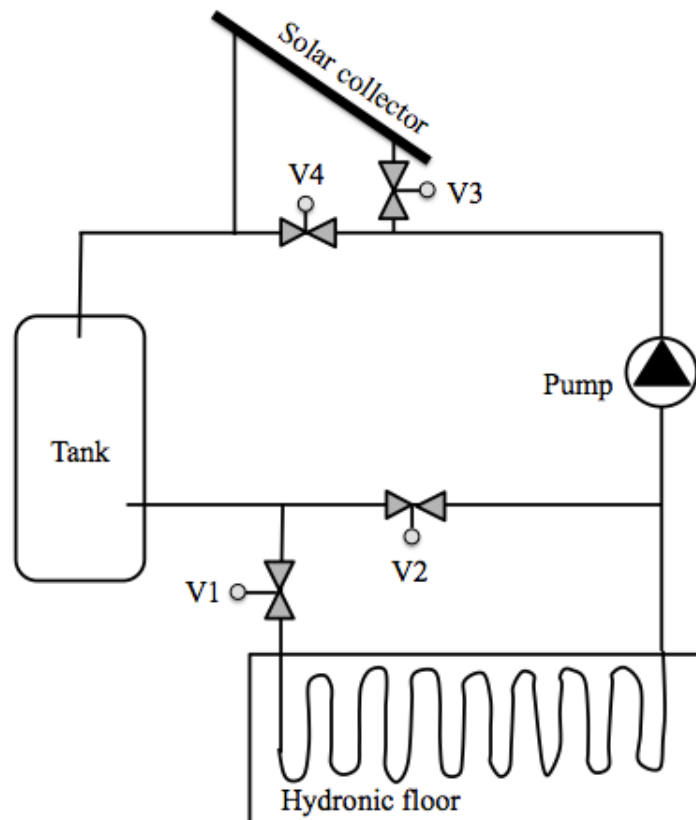 Solar collector
V4
V3
Pump
Tank
V2
V1
Hydronic floor